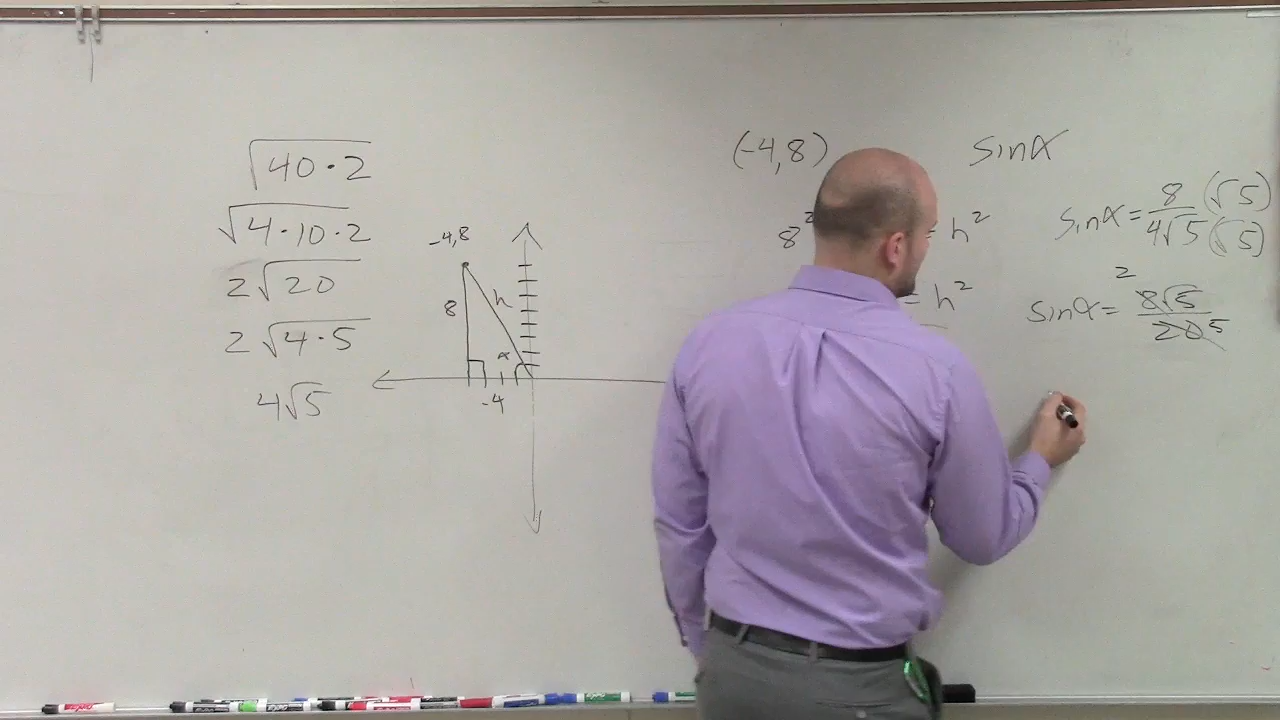 √40·2
√4·10·2
2√20
2√4·5
4√5
-4,8
8
h
α
-4
(-4,8)
8²
= h²
= h²
sinα
sinα = 8/4√5 (√5)/(√5)
sinα = 2 8√5/20 5